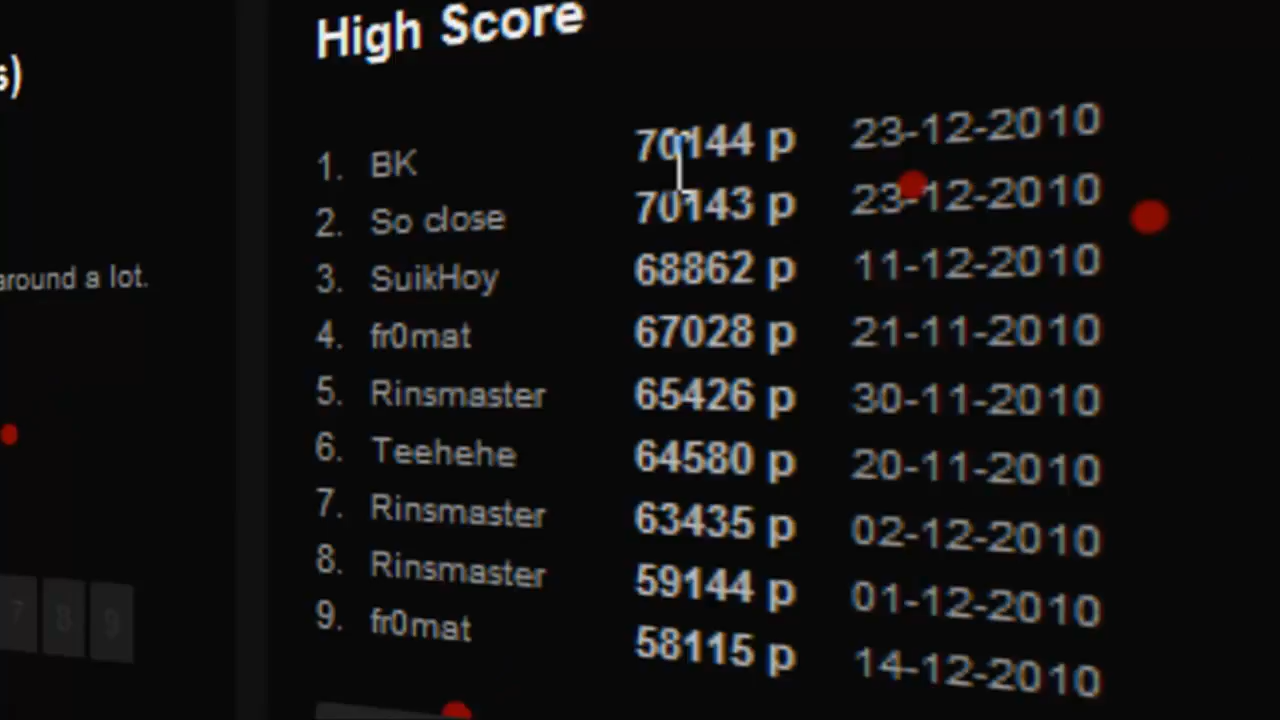 High Score
s)
1. BK 70144 p 23-12-2010
2. So close 70143 p 23-12-2010
3. SuikHoy 68862 p 11-12-2010
around a lot.
4. fr0mat 67028 p 21-11-2010
5. Rinsmaster 65426 p 30-11-2010
6. Teehehe 64580 p 20-11-2010
7. Rinsmaster 63435 p 02-12-2010
8. Rinsmaster 59144 p 01-12-2010
9. fr0mat 58115 p 14-12-2010
7 8 9